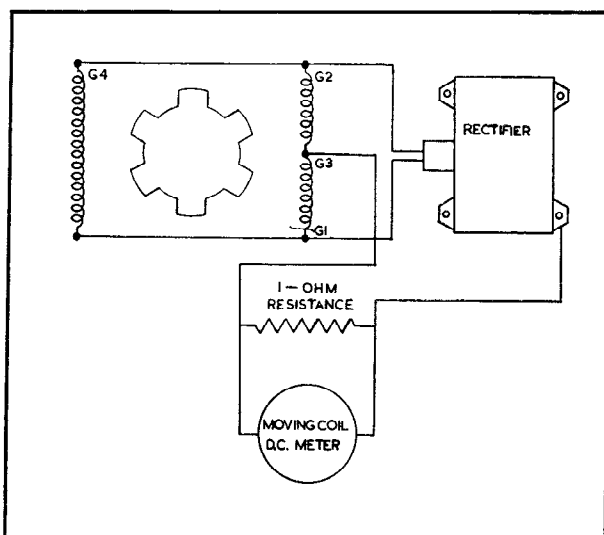 G4
G2
RECTIFIER
G3
G1
1-OHM
RESISTANCE
MOVING COIL
D.C. METER